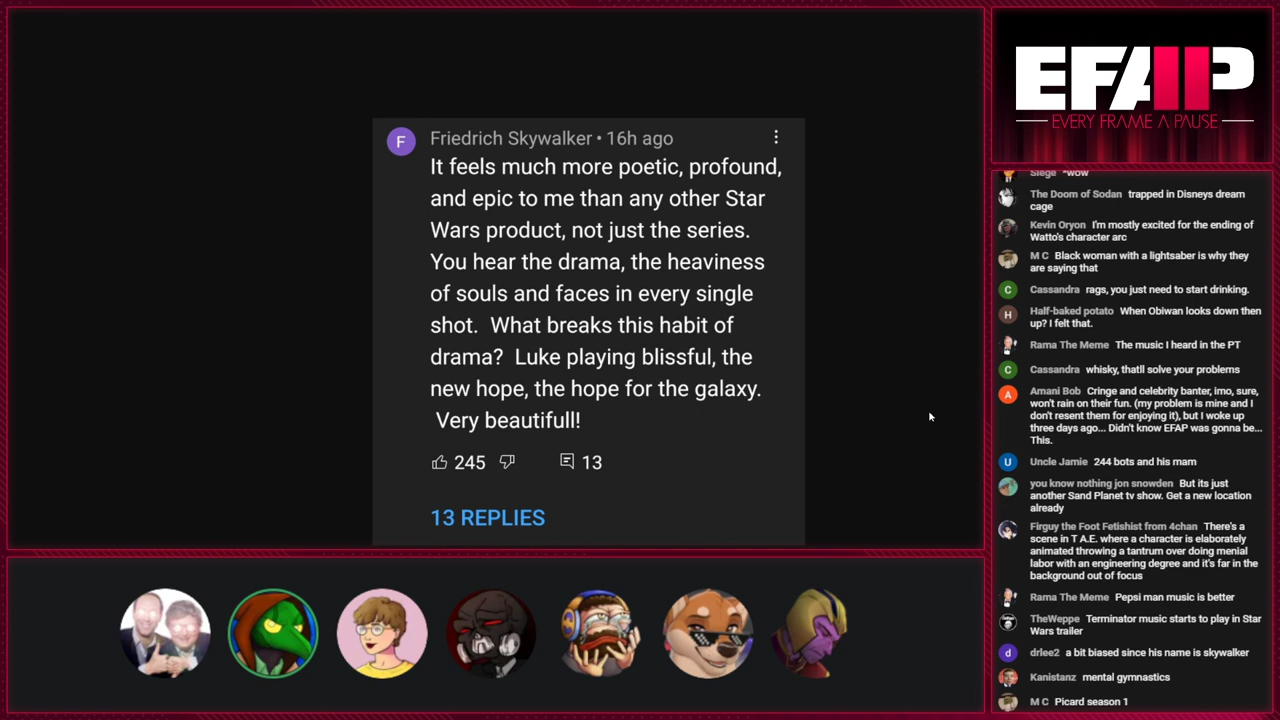 Friedrich Skywalker • 16h ago
It feels much more poetic, profound,
and epic to me than any other Star
Wars product, not just the series.
You hear the drama, the heaviness
of souls and faces in every single
shot.  What breaks this habit of
drama?  Luke playing blissful, the
new hope, the hope for the galaxy.
Very beautifull!
245 13
13 REPLIES
F
EFAP
EVERY FRAME A PAUSE
Siege *wow
The Doom of Sodan trapped in Disneys dream
cage
Kevin Oryon I'm mostly excited for the ending of
Watto's character arc
M C Black woman with a lightsaber is why they
are saying that
C Cassandra rags, you just need to start drinking.
H Half-baked potato When Obiwan looks down then
up? I felt that.
Rama The Meme The music I heard in the PT
C Cassandra whisky, thatll solve your problems
A Amani Bob Cringe and celebrity banter, imo, sure,
won't rain on their fun. (my problem is mine and I
don't resent them for enjoying it), but I woke up
three days ago... Didn't know EFAP was gonna be...
This.
U Uncle Jamie 244 bots and his mam
you know nothing jon snowden But its just
another Sand Planet tv show. Get a new location
already
Firguy the Foot Fetishist from 4chan There's a
scene in T A.E. where a character is elaborately
animated throwing a tantrum over doing menial
labor with an engineering degree and it's far in the
background out of focus
Rama The Meme Pepsi man music is better
TheWeppe Terminator music starts to play in Star
Wars trailer
d drlee2 a bit biased since his name is skywalker
Kanistanz mental gymnastics
M C Picard season 1